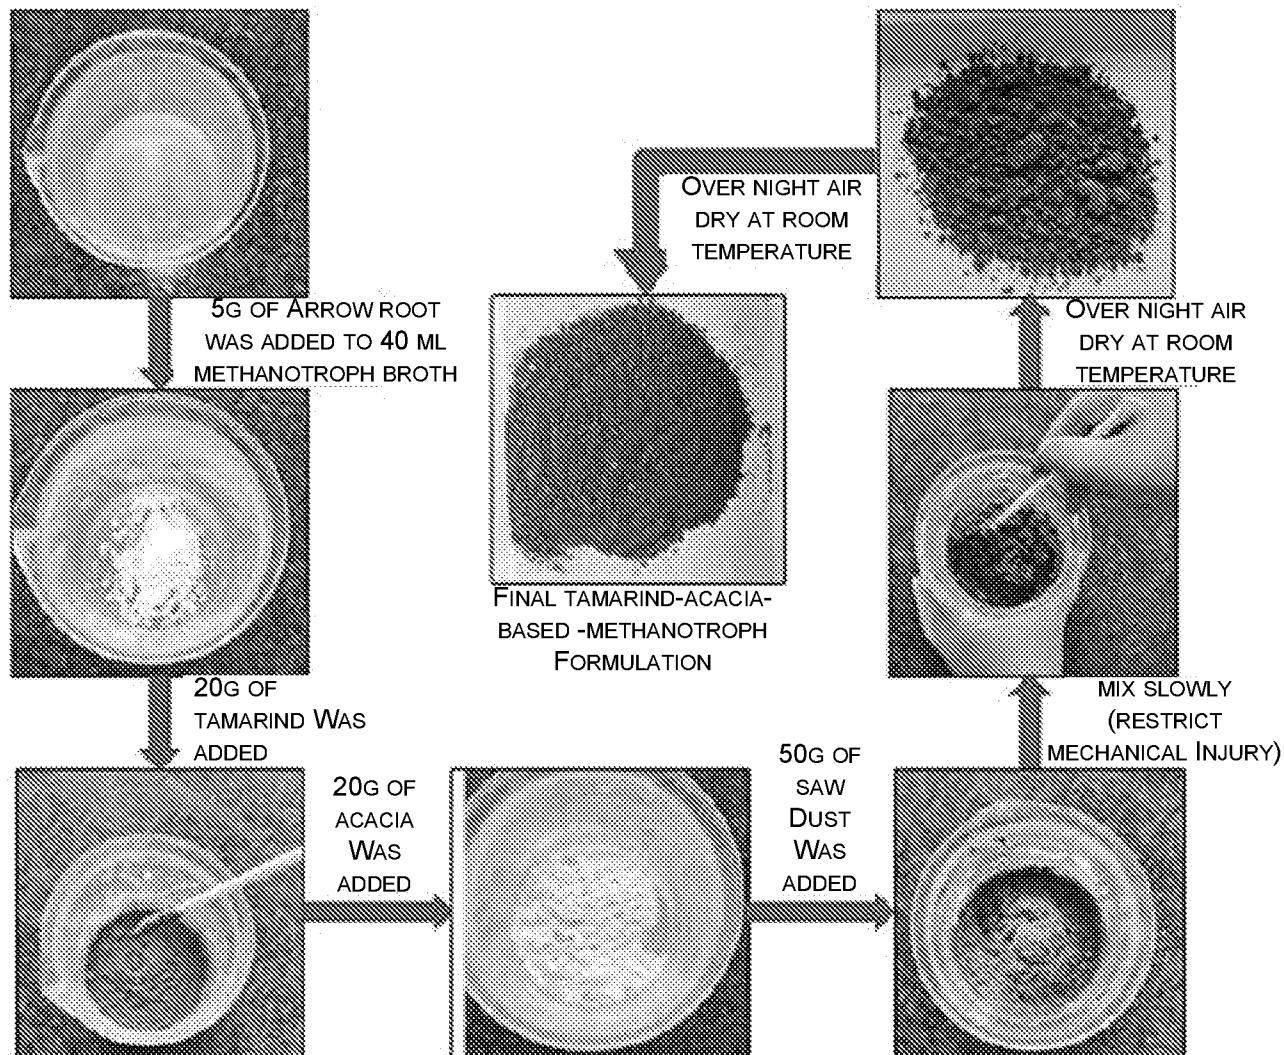 5G OF ARROW ROOT
WAS ADDED TO 40 ML
METHANOTROPH BROTH
20G OF
TAMARIND WAS
ADDED
20G OF
ACACIA
WAS
ADDED
50G OF
SAW
DUST
WAS
ADDED
MIX SLOWLY
(RESTRICT
MECHANICAL INJURY)
OVER NIGHT AIR
DRY AT ROOM
TEMPERATURE
OVER NIGHT AIR
DRY AT ROOM
TEMPERATURE
FINAL TAMARIND-ACACIA-
BASED -METHANOTROPH
FORMULATION